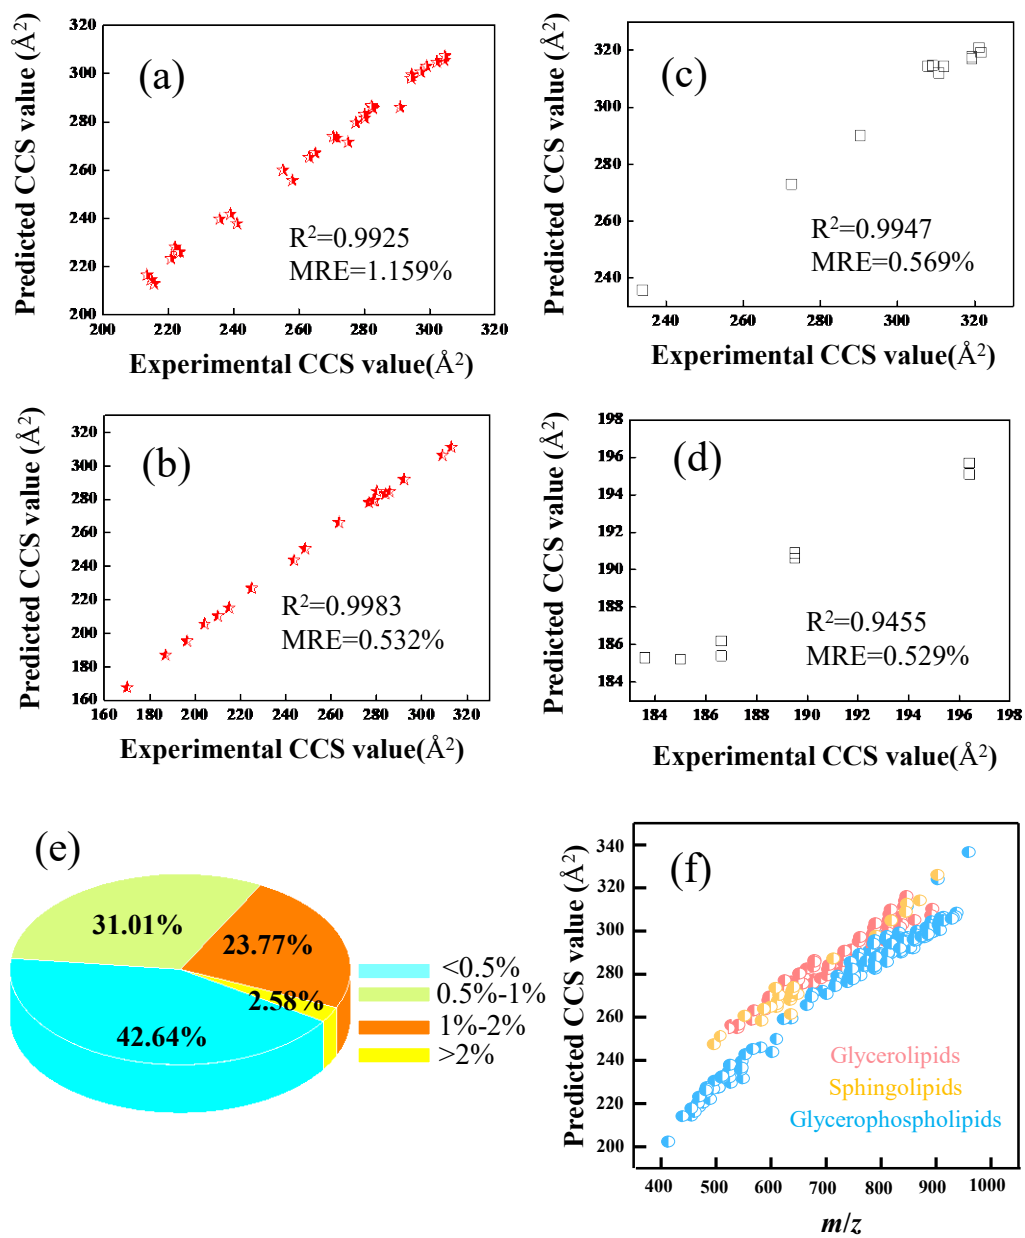 (a)
320
300
280
260
240
220
200
200 220 240 260 280 300 320
Predicted CCS value (Å²)
Experimental CCS value(Å²)
R²=0.9925
MRE=1.159%
(c)
320
300
280
260
240
240 260 280 300 320
Predicted CCS value (Å²)
Experimental CCS value(Å²)
R²=0.9947
MRE=0.569%
(b)
320
300
280
260
240
220
200
180
160
160 180 200 220 240 260 280 300 320
Predicted CCS value (Å²)
Experimental CCS value(Å²)
R²=0.9983
MRE=0.532%
(d)
198
196
194
192
190
188
186
184
184 186 188 190 192 194 196 198
Predicted CCS value (Å²)
Experimental CCS value(Å²)
R²=0.9455
MRE=0.529%
(e)
31.01%
23.77%
2.58%
42.64%
<0.5%
0.5%-1%
1%-2%
>2%
(f)
340
320
300
280
260
240
220
200
400 500 600 700 800 900 1000
Predicted CCS value (Å²)
m/z
Glycerolipids
Sphingolipids
Glycerophospholipids